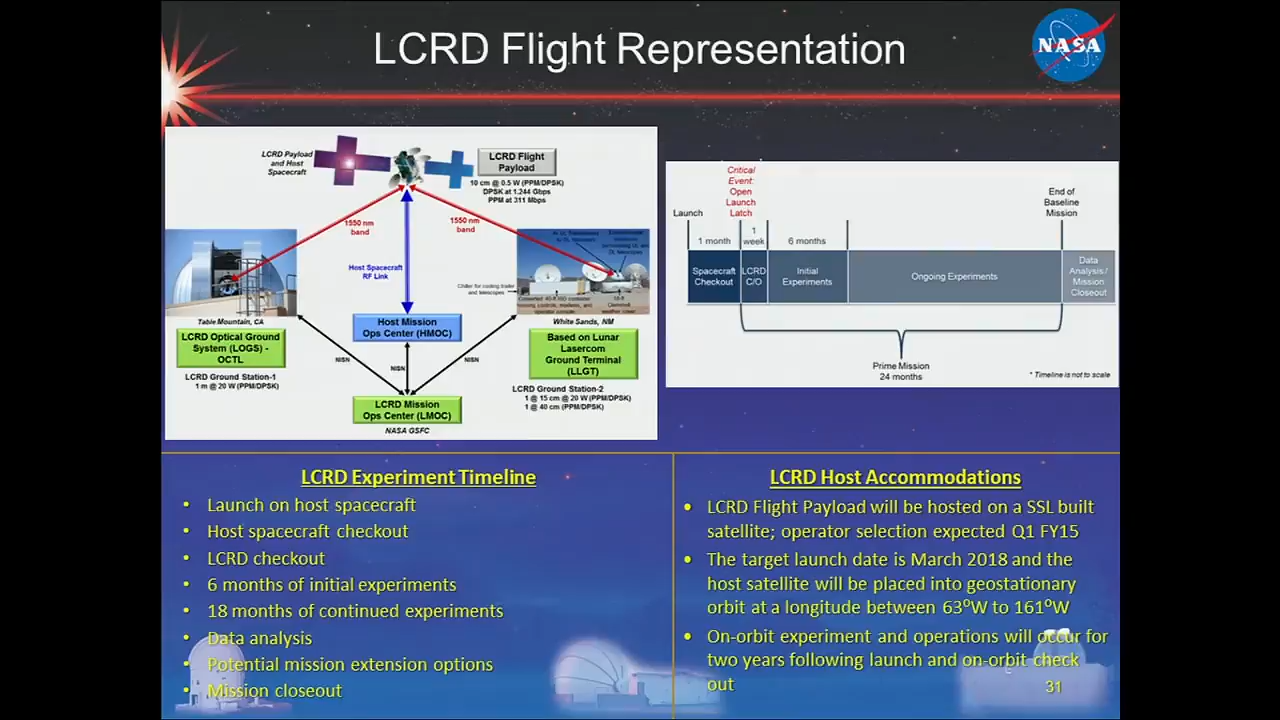 LCRD Flight Representation
NASA
LCRD Payload
and Host
Spacecraft
LCRD Flight
Payload
10 cm @ 0.5 W (PPM/DPSK)
DPSK at 1.244 Gbps
PPM at 311 Mbps
1550 nm
band
1550 nm
band
Host Spacecraft
RF Link
Chiller for cooling trailer
and telescopes
Table Mountain, CA
White Sands, NM
LCRD Optical Ground
System (LOGS) -
OCTL
Host Mission
Ops Center (HMOC)
Based on Lunar
Lasercom
Ground Terminal
(LLGT)
NISN
NISN
NISN
LCRD Ground Station-1
1 m @ 20 W (PPM/DPSK)
LCRD Ground Station-2
1 @ 15 cm @ 20 W (PPM/DPSK)
1 @ 40 cm (PPM/DPSK)
LCRD Mission
Ops Center (LMOC)
NASA GSFC
Critical
Event:
Open
Launch
Latch
Launch
End of
Baseline
Mission
1 month
1
week
6 months
Spacecraft
Checkout
LCRD
C/O
Initial
Experiments
Ongoing Experiments
Data
Analysis /
Mission
Closeout
Prime Mission
24 months
* Timeline is not to scale
LCRD Experiment Timeline
• Launch on host spacecraft
• Host spacecraft checkout
• LCRD checkout
• 6 months of initial experiments
• 18 months of continued experiments
• Data analysis
• Potential mission extension options
• Mission closeout
LCRD Host Accommodations
• LCRD Flight Payload will be hosted on a SSL built
satellite; operator selection expected Q1 FY15
• The target launch date is March 2018 and the
host satellite will be placed into geostationary
orbit at a longitude between 63ºW to 161ºW
• On-orbit experiment and operations will occur for
two years following launch and on-orbit check
out
31